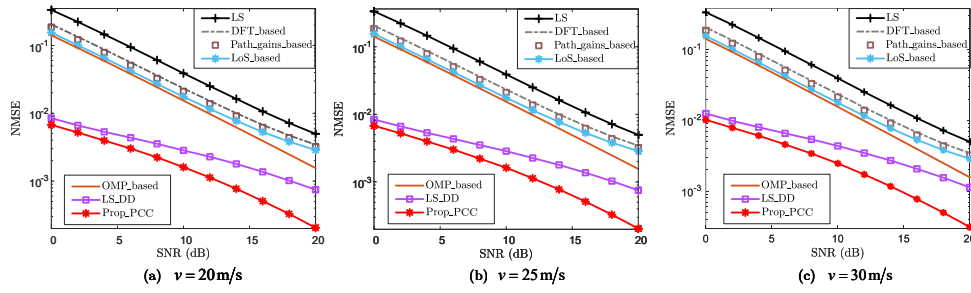 LS
DFT_based
Path_gains_based
LoS_based
10^-1
10^-2
10^-3
NMSE
OMP_based
LS_DD
Prop_PCC
0 5 10 15 20
SNR (dB)
(a) v = 20 m/s
LS
DFT_based
Path_gains_based
LoS_based
10^-1
10^-2
10^-3
NMSE
OMP_based
LS_DD
Prop_PCC
0 5 10 15 20
SNR (dB)
(b) v = 25 m/s
LS
DFT_based
Path_gains_based
LoS_based
10^-1
10^-2
10^-3
NMSE
OMP_based
LS_DD
Prop_PCC
0 5 10 15 20
SNR (dB)
(c) v = 30 m/s